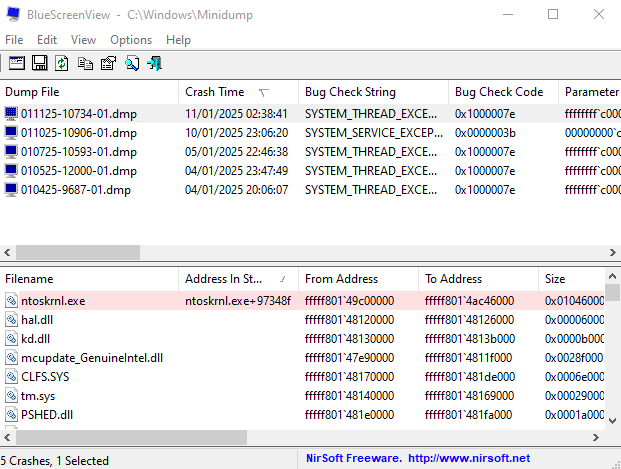 BlueScreenView - C:\Windows\Minidump
File Edit View Options Help
Dump File Crash Time Bug Check String Bug Check Code Parameter
011125-10734-01.dmp 11/01/2025 02:38:41 SYSTEM_THREAD_EXCE... 0x1000007e ffffffff`c000
011025-10906-01.dmp 10/01/2025 23:06:20 SYSTEM_SERVICE_EXCEP... 0x0000003b 00000000`c
010725-10593-01.dmp 05/01/2025 22:46:38 SYSTEM_THREAD_EXCE... 0x1000007e ffffffff`c000
010525-12000-01.dmp 04/01/2025 23:47:49 SYSTEM_THREAD_EXCE... 0x1000007e ffffffff`c000
010425-9687-01.dmp 04/01/2025 20:06:07 SYSTEM_THREAD_EXCE... 0x1000007e ffffffff`c000
Filename Address In St... From Address To Address Size
ntoskrnl.exe ntoskrnl.exe+97348f fffff801`49c00000 fffff801`4ac46000 0x01046000
hal.dll fffff801`48120000 fffff801`48126000 0x00006000
kd.dll fffff801`48130000 fffff801`4813b000 0x0000b000
mcupdate_GenuineIntel.dll fffff801`47e90000 fffff801`4811f000 0x0028f000
CLFS.SYS fffff801`48170000 fffff801`481de000 0x0006e000
tm.sys fffff801`48140000 fffff801`48169000 0x00029000
PSHED.dll fffff801`481e0000 fffff801`481fa000 0x0001a000
5 Crashes, 1 Selected NirSoft Freeware. http://www.nirsoft.net